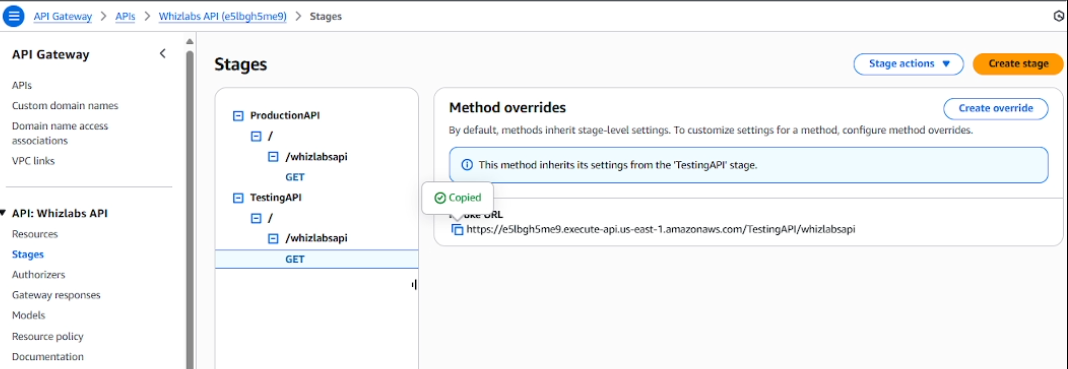 API Gateway > APIs > Whizlabs API (e5lbgh5me9) > Stages
API Gateway
APIs
Custom domain names
Domain name access
associations
VPC links
API: Whizlabs API
Resources
Stages
Authorizers
Gateway responses
Models
Resource policy
Documentation
Stages
Stage actions
Create stage
ProductionAPI
/
/whizlabsapi
GET
TestingAPI
/
/whizlabsapi
GET
Method overrides
Create override
By default, methods inherit stage-level settings. To customize settings for a method, configure method overrides.
This method inherits its settings from the 'TestingAPI' stage.
Copied
URL
https://e5lbgh5me9.execute-api.us-east-1.amazonaws.com/TestingAPI/whizlabsapi